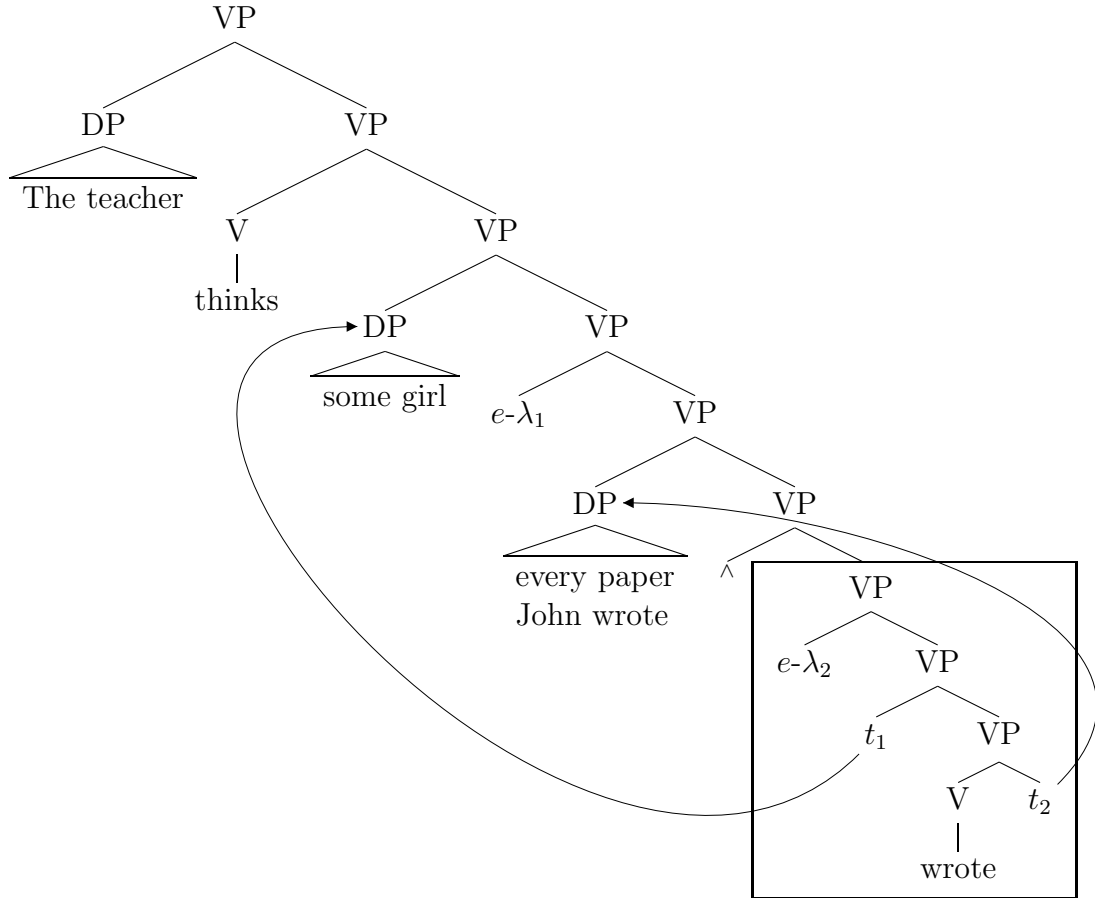 VP
DP VP
The teacher
V VP
thinks
DP VP
some girl
e-λ₁ VP
DP VP
every paper
John wrote
^
VP
e-λ₂ VP
t₁ VP
V t₂
wrote